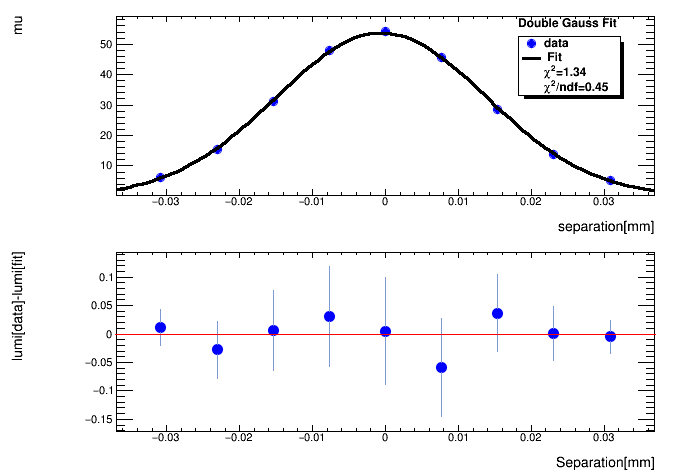 mu
Double Gauss Fit
data
Fit
χ²=1.34
χ²/ndf=0.45
50
40
30
20
10
−0.03 −0.02 −0.01 0 0.01 0.02 0.03
separation[mm]
lumi[data]-lumi[fit]
0.1
0.05
0
−0.05
−0.1
−0.15
−0.03 −0.02 −0.01 0 0.01 0.02 0.03
Separation[mm]